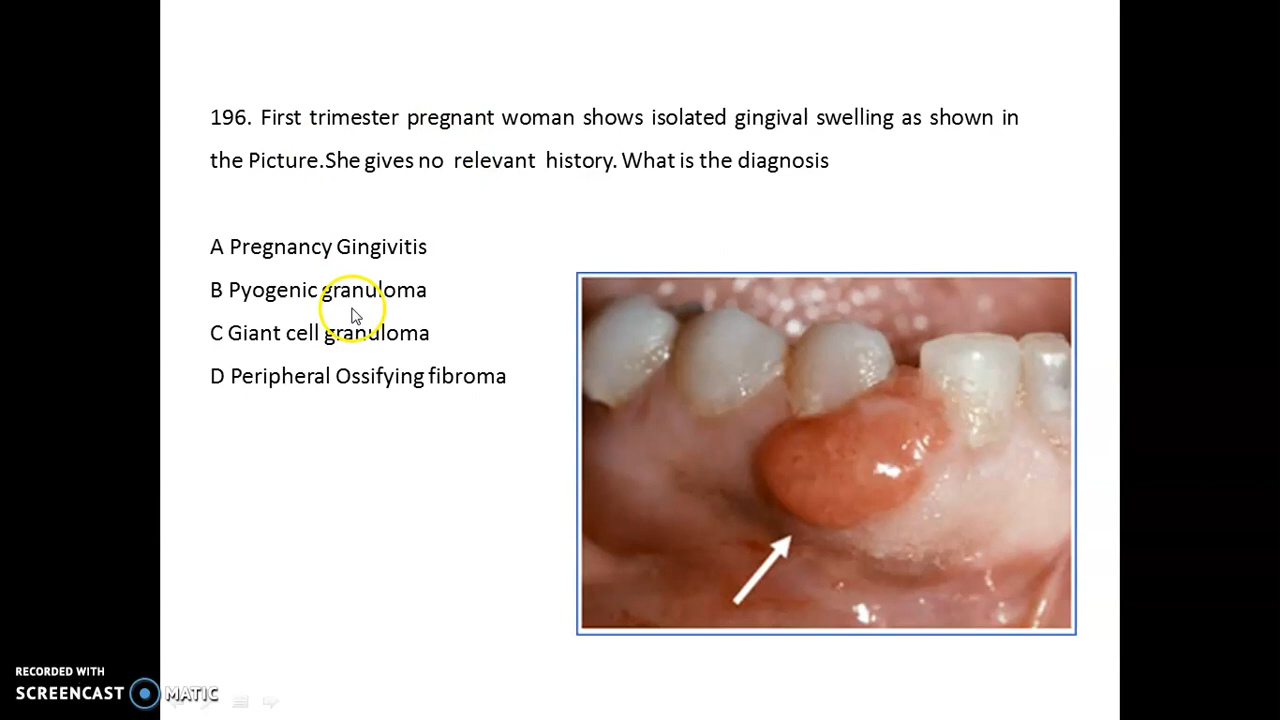 196. First trimester pregnant woman shows isolated gingival swelling as shown in
the Picture.She gives no relevant history. What is the diagnosis
A Pregnancy Gingivitis
B Pyogenic granuloma
C Giant cell granuloma
D Peripheral Ossifying fibroma
RECORDED WITH
SCREENCAST MATIC